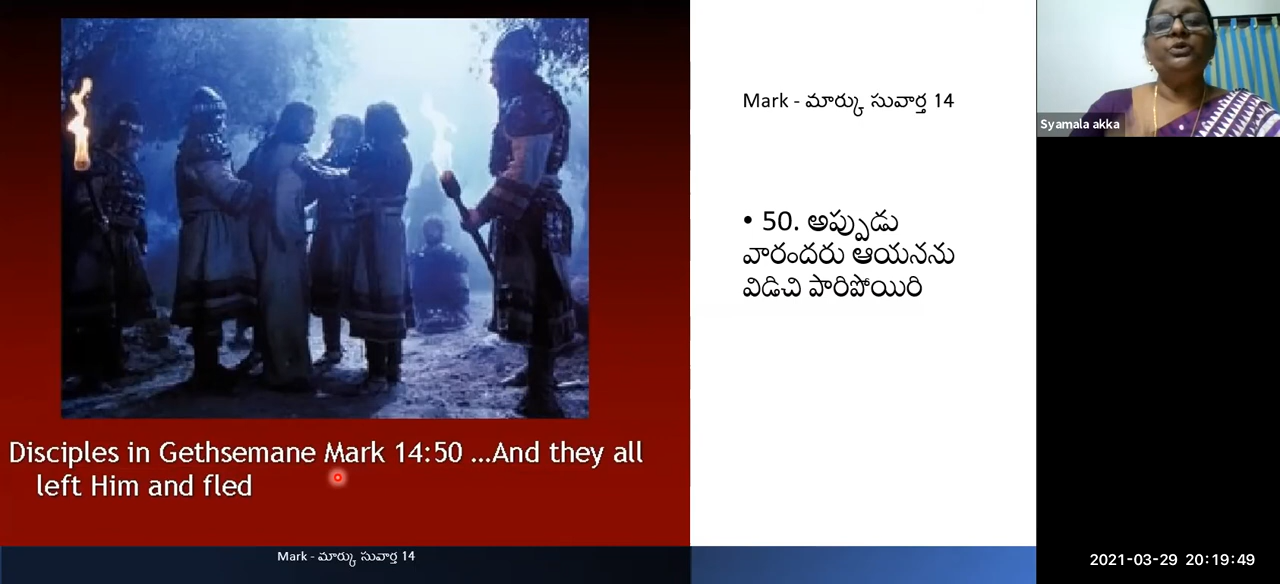 Disciples in Gethsemane Mark 14:50 ...And they all
left Him and fled
Mark - మార్కు సువార్త 14
Mark - మార్కు సువార్త 14
• 50. అప్పుడు
వారందరు ఆయనను
విడిచి పారిపోయిరి
Syamala akka
2021-03-29 20:19:49